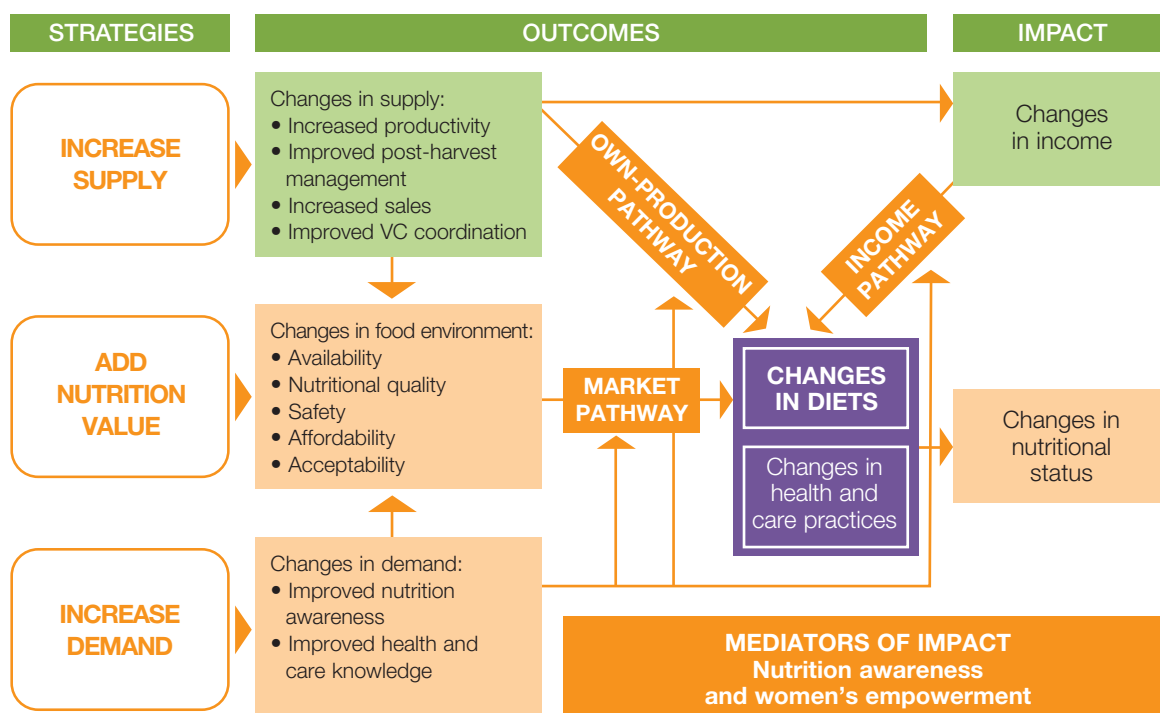 STRATEGIES
OUTCOMES
IMPACT
INCREASE
SUPPLY
Changes in supply:
• Increased productivity
• Improved post-harvest
management
• Increased sales
• Improved VC coordination
OWN-PRODUCTION
PATHWAY
INCOME
PATHWAY
Changes
in income
ADD
NUTRITION
VALUE
Changes in food environment:
• Availability
• Nutritional quality
• Safety
• Affordability
• Acceptability
MARKET
PATHWAY
CHANGES
IN DIETS
Changes in
health and
care practices
Changes in
nutritional
status
INCREASE
DEMAND
Changes in demand:
• Improved nutrition
awareness
• Improved health and
care knowledge
MEDIATORS OF IMPACT
Nutrition awareness
and women's empowerment